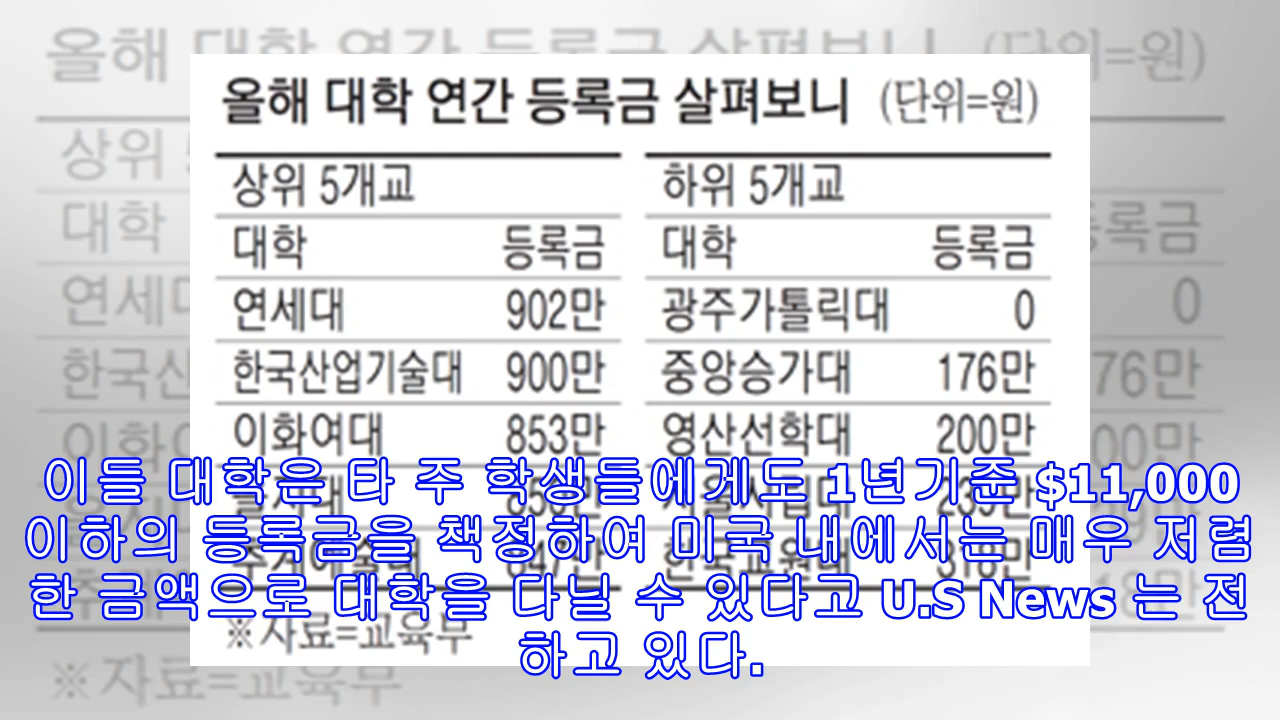 올해 대학 연간 등록금 살펴보니 (단위=원)
상위 5개교 하위 5개교
대학 등록금 대학 등록금
연세대 902만 광주가톨릭대 0
한국산업기술대 900만 중앙승가대 176만
이화여대 853만 영산선학대 200만
이들 대학은 타 주 학생들에게도 1년기준 $11,000
이하의 등록금을 책정하여 미국 내에서는 매우 저렴
한 금액으로 대학을 다닐 수 있다고 U.S News 는 전
하고 있다.
※자료=교육부